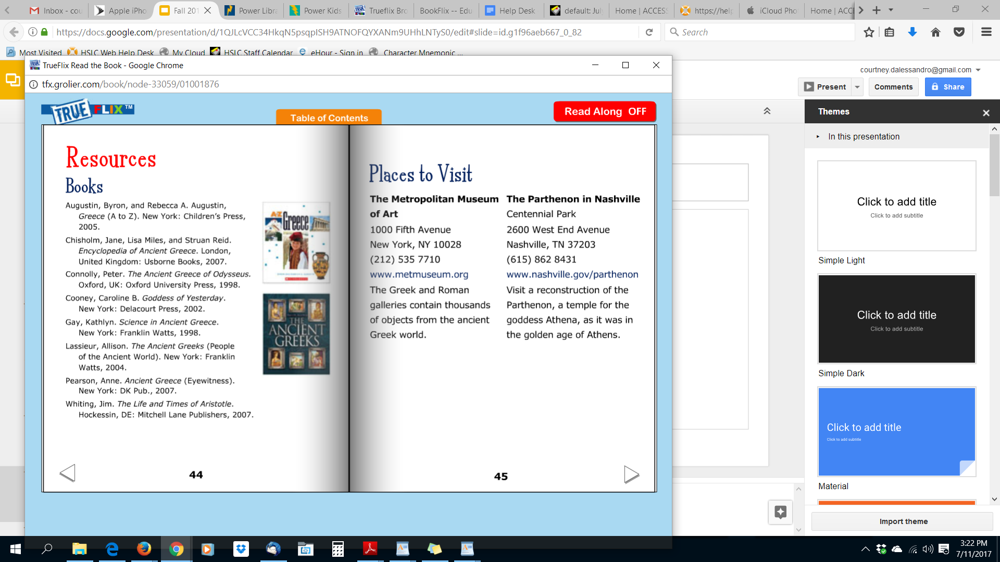 Inbox - cou
Apple iPho
Fall 201
Power Libra
Power Kids
Trueflix Bro
BookFlix -- Edu
Help Desk
default: July
Home | ACCESS
https://help
iCloud Pho
Home | ACCE
https://docs.google.com/presentation/d/1QJLcVCC34HkqN5psqpISH9ATNOFQYXANm9UHhLNTyS0/edit#slide=id.g1f96aeb667_0_82
Search
Most Visited
HSLC Web Help Desk
My Cloud
HSLC Staff Calendar
eHour - Sign in
Character Mnemonic ...
TrueFlix Read the Book - Google Chrome
tfx.grolier.com/book/node-33059/01001876
TRUE FLIX™
Table of Contents
Read Along OFF
Resources
Books
Augustin, Byron, and Rebecca A. Augustin,
Greece (A to Z). New York: Children's Press,
2005.
Chisholm, Jane, Lisa Miles, and Struan Reid.
Encyclopedia of Ancient Greece. London,
United Kingdom: Usborne Books, 2007.
Connolly, Peter. The Ancient Greece of Odysseus.
Oxford, UK: Oxford University Press, 1998.
Cooney, Caroline B. Goddess of Yesterday.
New York: Delacourt Press, 2002.
Gay, Kathlyn. Science in Ancient Greece.
New York: Franklin Watts, 1998.
Lassieur, Allison. The Ancient Greeks (People
of the Ancient World). New York: Franklin
Watts, 2004.
Pearson, Anne. Ancient Greece (Eyewitness).
New York: DK Pub., 2007.
Whiting, Jim. The Life and Times of Aristotle.
Hockessin, DE: Mitchell Lane Publishers, 2007.
A-Z
Greece
THE
ANCIENT
GREEKS
44
Places to Visit
The Metropolitan Museum
of Art
1000 Fifth Avenue
New York, NY 10028
(212) 535 7710
www.metmuseum.org
The Greek and Roman
galleries contain thousands
of objects from the ancient
Greek world.
The Parthenon in Nashville
Centennial Park
2600 West End Avenue
Nashville, TN 37203
(615) 862 8431
www.nashville.gov/parthenon
Visit a reconstruction of the
Parthenon, a temple for the
goddess Athena, as it was in
the golden age of Athens.
45
courtney.dalessandro@gmail.com
Present
Comments
Share
Themes
In this presentation
Click to add title
Click to add subtitle
Simple Light
Click to add title
Click to add subtitle
Simple Dark
Click to add title
Click to add subtitle
Material
Import theme
3:22 PM
7/11/2017